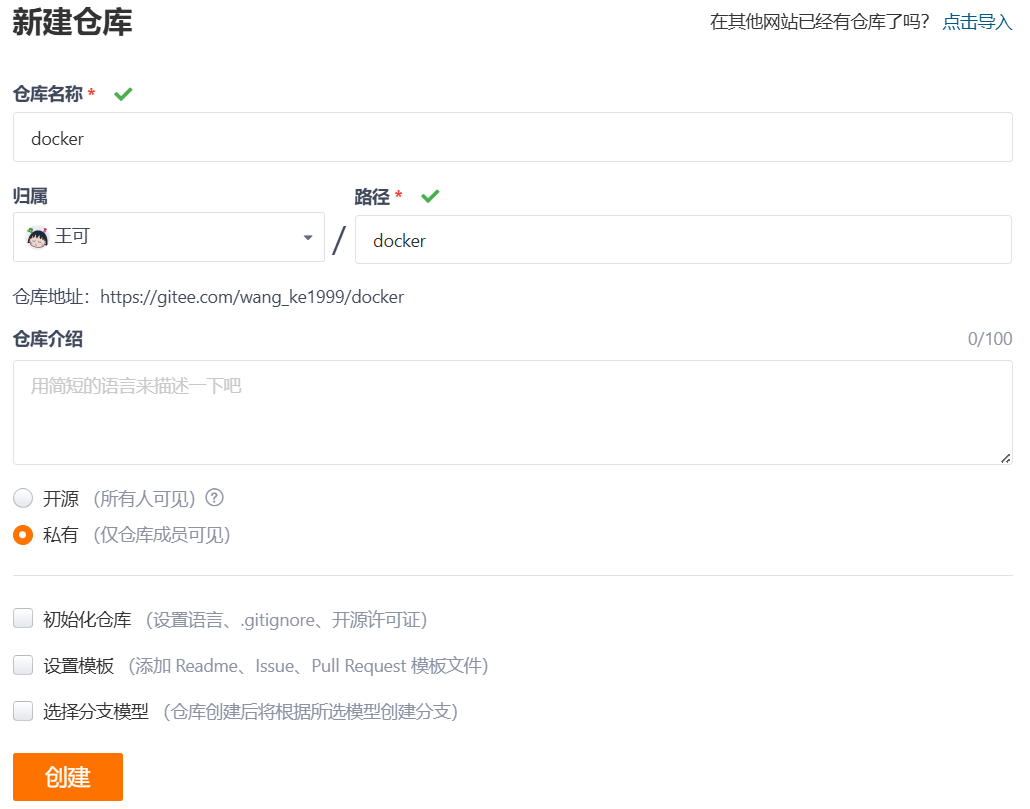 新建仓库
在其他网站已经有仓库了吗? 点击导入
仓库名称 *
docker
归属
路径 *
王可
/
docker
仓库地址：https://gitee.com/wang_ke1999/docker
仓库介绍
0/100
用简短的语言来描述一下吧
开源 （所有人可见） ?
私有 （仅仓库成员可见）
初始化仓库 （设置语言、.gitignore、开源许可证）
设置模板 （添加 Readme、Issue、Pull Request 模板文件）
选择分支模型 （仓库创建后将根据所选模型创建分支）
创建